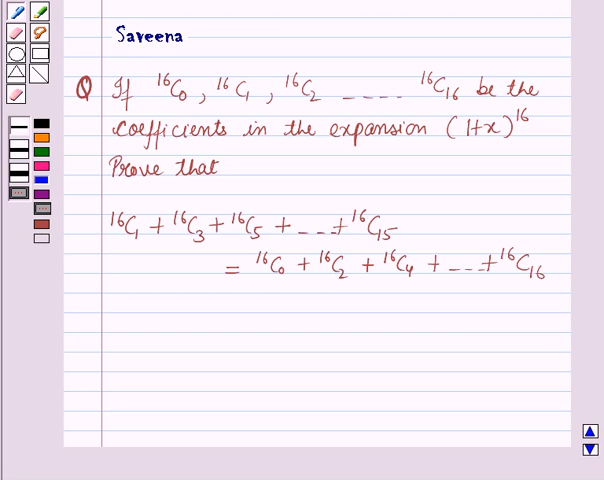 Saveena
Q If ¹⁶C₀, ¹⁶C₁, ¹⁶C₂ ---- ¹⁶C₁₆ be the
coefficients in the expansion (1+x)¹⁶
Prove that
¹⁶C₁ + ¹⁶C₃ + ¹⁶C₅ + ---+ ¹⁶C₁₅
= ¹⁶C₀ + ¹⁶C₂ + ¹⁶C₄ + ---+ ¹⁶C₁₆